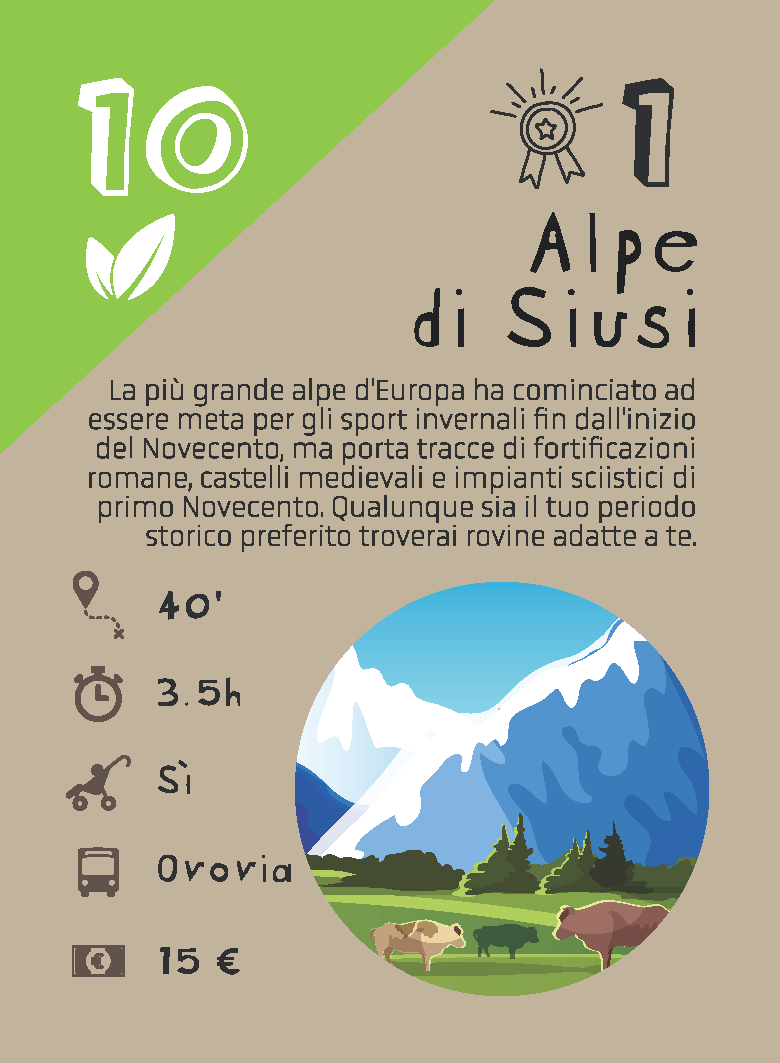 10
1
Alpe
di Siusi
La più grande alpe d'Europa ha cominciato ad
essere meta per gli sport invernali fin dall'inizio
del Novecento, ma porta tracce di fortificazioni
romane, castelli medievali e impianti sciistici di
primo Novecento. Qualunque sia il tuo periodo
storico preferito troverai rovine adatte a te.
40'
3.5h
Sì
Ovovia
15 €